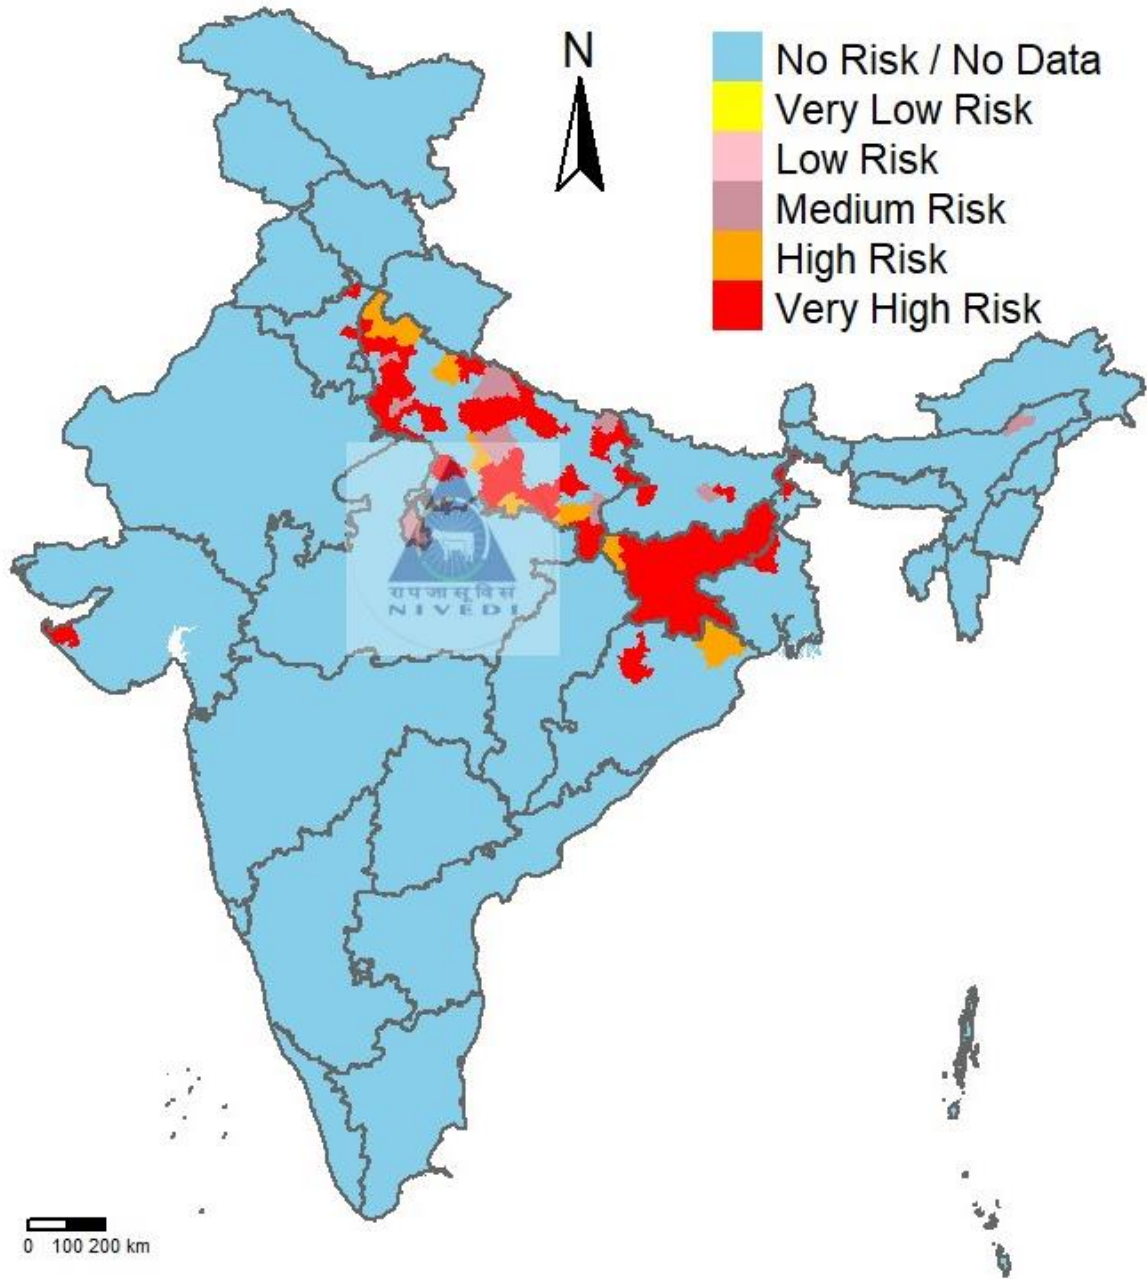 N
No Risk / No Data
Very Low Risk
Low Risk
Medium Risk
High Risk
Very High Risk
रापजासूविसं
NIVEDI
0 100 200 km